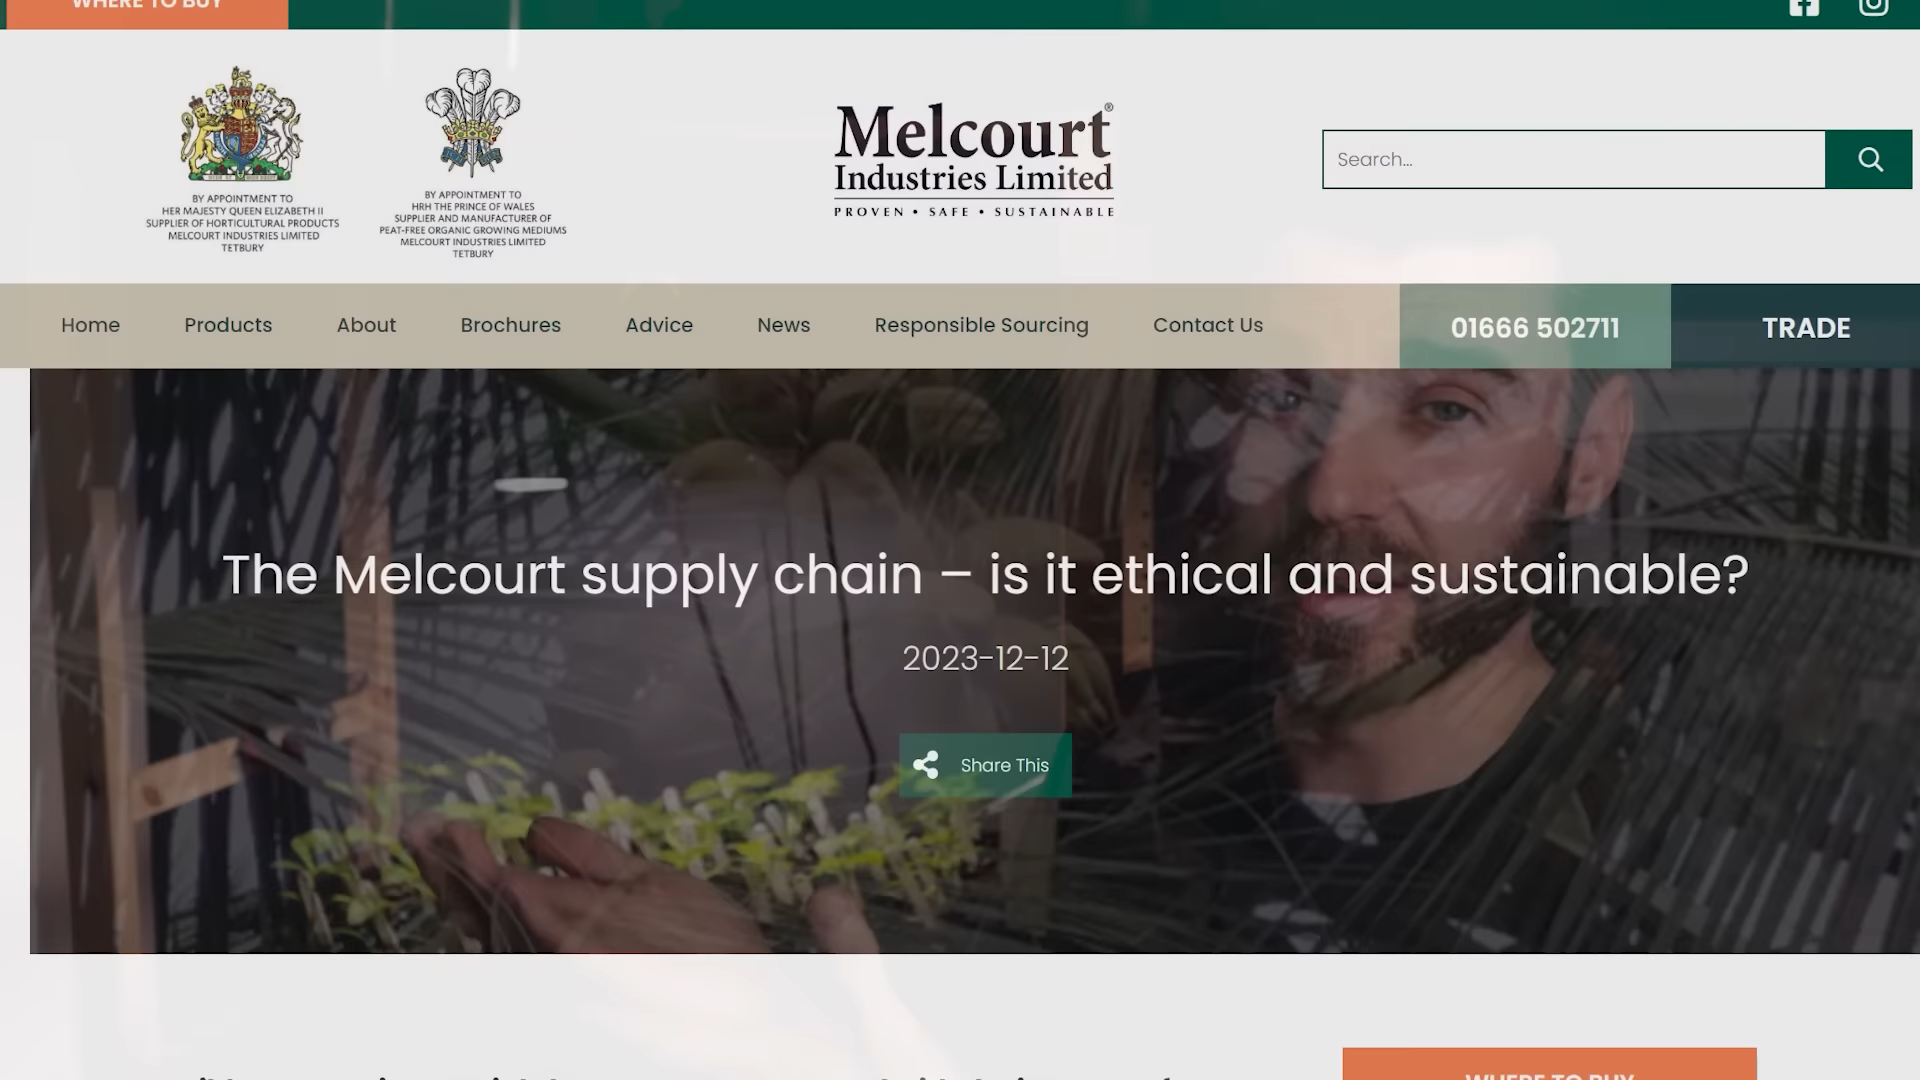 WHERE TO BUY
BY APPOINTMENT TO
HER MAJESTY QUEEN ELIZABETH II
SUPPLIER OF HORTICULTURAL PRODUCTS
MELCOURT INDUSTRIES LIMITED
TETBURY
BY APPOINTMENT TO
HRH THE PRINCE OF WALES
SUPPLIER AND MANUFACTURER OF
PEAT-FREE ORGANIC GROWING MEDIUMS
MELCOURT INDUSTRIES LIMITED
TETBURY
Melcourt®
Industries Limited
PROVEN • SAFE • SUSTAINABLE
Search...
Home Products About Brochures Advice News Responsible Sourcing Contact Us 01666 502711 TRADE
The Melcourt supply chain – is it ethical and sustainable?
2023-12-12
Share This
WHERE TO BUY